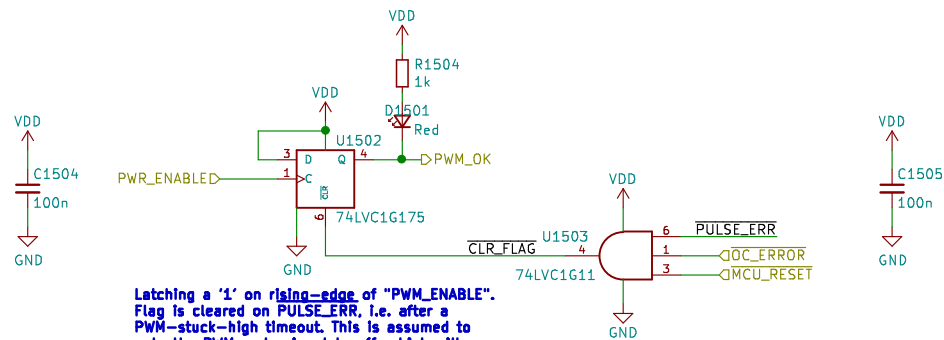 VDD
R1504
1k
D1501
Red
VDD
VDD
VDD
U1502
3
D
Q
4
PWM_OK
PWR_ENABLE
1
C
CLR
6
74LVC1G175
C1504
100n
C1505
100n
VDD
GND
GND
GND
U1503
6
PULSE_ERR
CLR_FLAG
4
1
OC_ERROR
74LVC1G11
3
MCU_RESET
GND
Latching a '1' on rising-edge of "PWM_ENABLE".
Flag is cleared on PULSE_ERR, i.e. after a
PWM-stuck-high timeout. This is assumed to